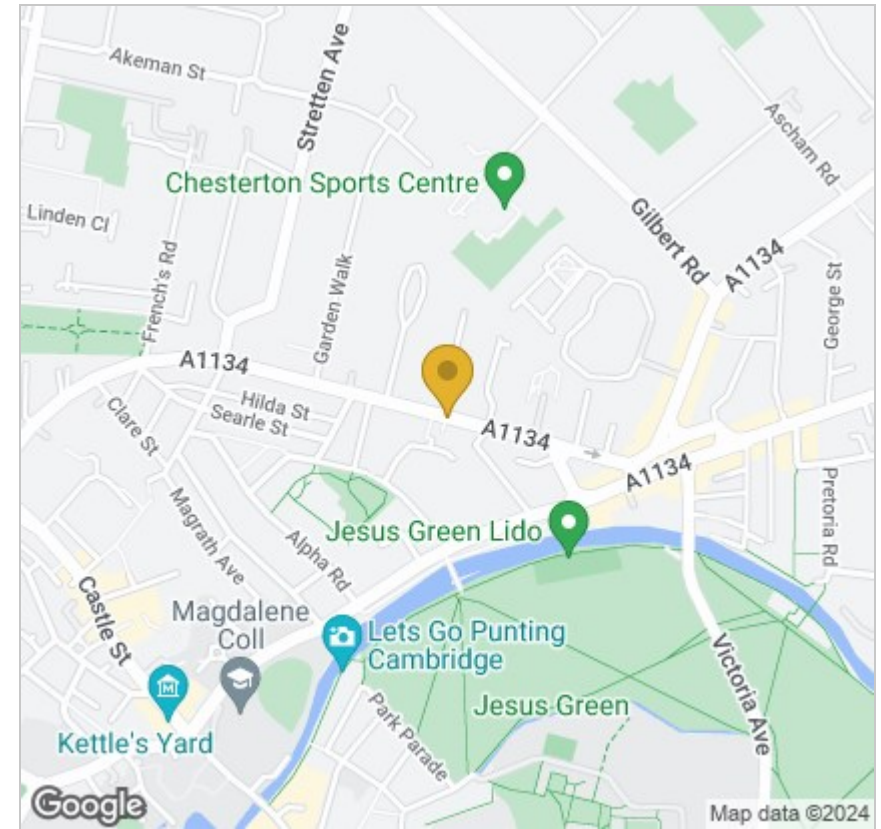 Akeman St
Stretten Ave
Ascham Rd
Chesterton Sports Centre
Linden Cl
Gilbert Rd
A1134
George St
French's Rd
Garden Walk
A1134
Hilda St
Searle St
Clare St
A1134
A1134
Magrath Ave
Alpha Rd
Jesus Green Lido
Pretoria Rd
Castle St
Magdalene
Coll
Lets Go Punting
Cambridge
Victoria Ave
Jesus Green
Park Parade
Kettle's Yard
Google
Map data ©2024